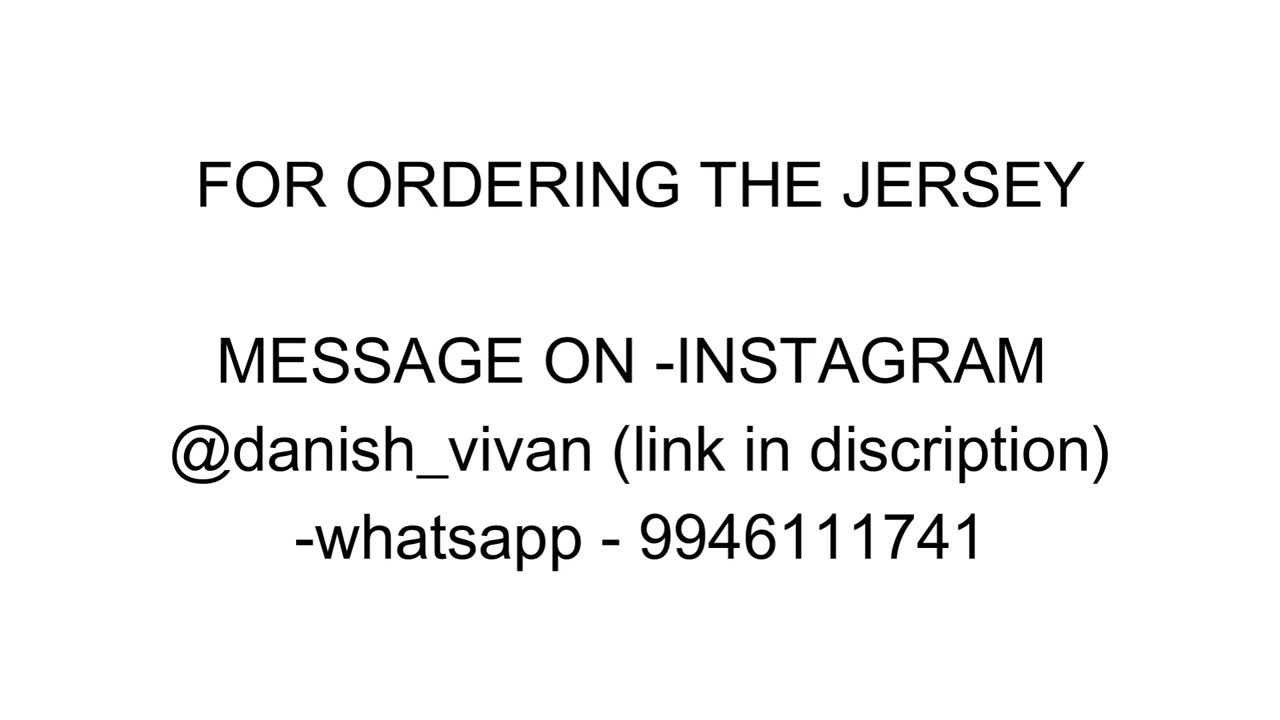 FOR ORDERING THE JERSEY
MESSAGE ON -INSTAGRAM
@danish_vivan (link in discription)
-whatsapp - 9946111741